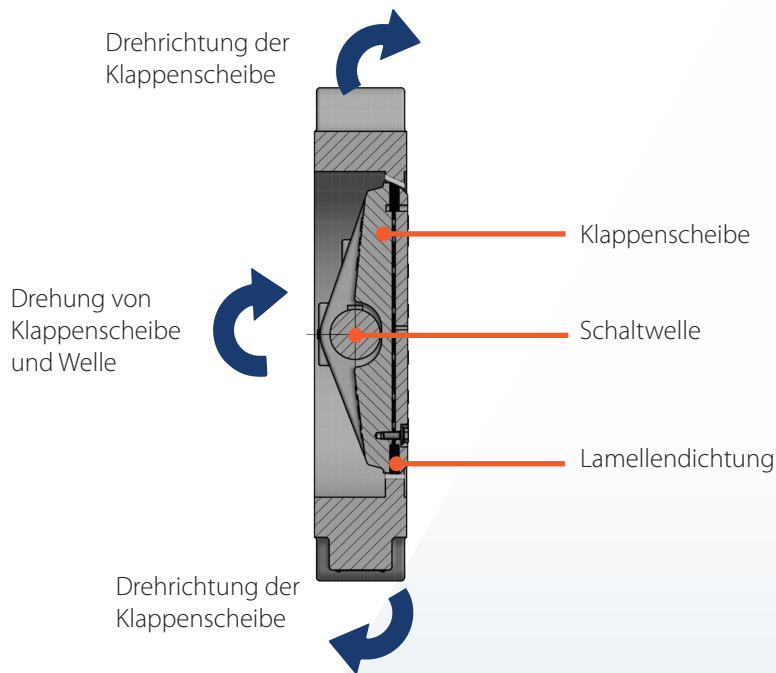 Drehrichtung der
Klappenscheibe
Klappenscheibe
Drehung von
Klappenscheibe
und Welle
Schaltwelle
Lamellendichtung
Drehrichtung der
Klappenscheibe